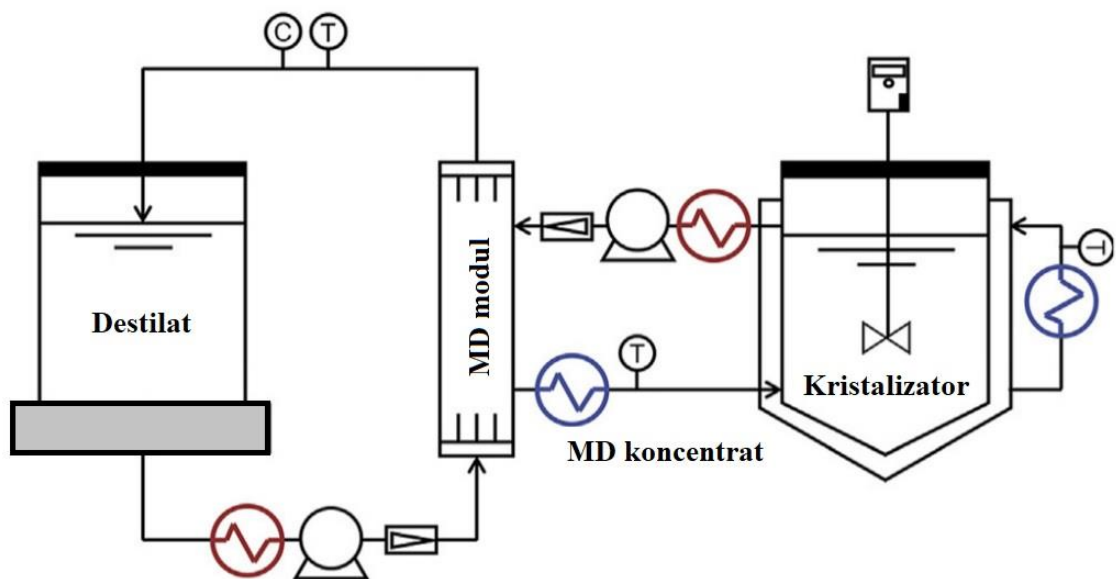 C T
Destilat
MD modul
T
T
Kristalizator
MD koncentrat